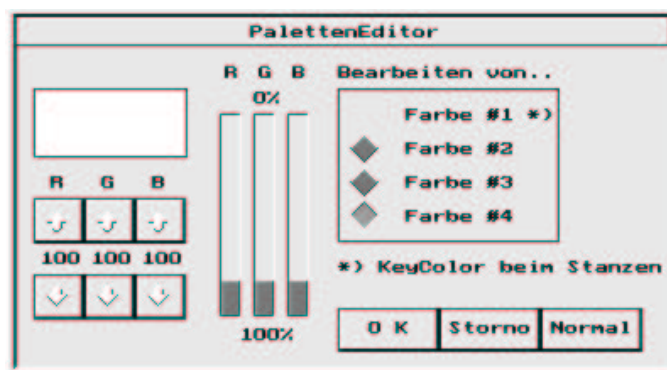 PalettenEditor
R G B
0%
100%
R G B
100 100 100
Bearbeiten von..
Farbe #1 *)
Farbe #2
Farbe #3
Farbe #4
*) KeyColor beim Stanzen
O K
Storno
Normal